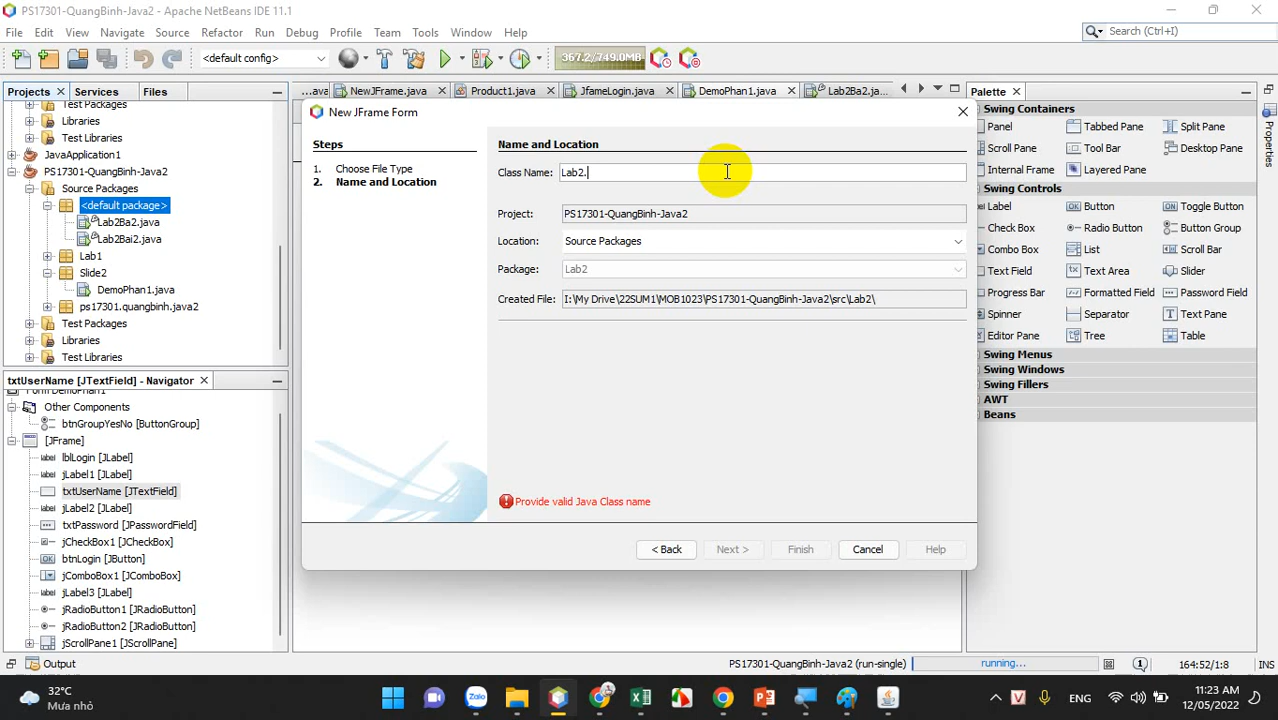 PS17301-QuangBinh-Java2 - Apache NetBeans IDE 11.1
File Edit View Navigate Source Refactor Run Debug Profile Team Tools Window Help
Search (Ctrl+I)
<default config>
367.2/749.0MB
Projects Services Files
...ava NewJFrame.java Product1.java JfameLogin.java DemoPhan1.java Lab2Ba2.ja...
Palette
Properties
Test Packages
Libraries
Test Libraries
JavaApplication1
PS17301-QuangBinh-Java2
Source Packages
<default package>
Lab2Ba2.java
Lab2Bai2.java
Lab1
Slide2
DemoPhan1.java
ps17301.quangbinh.java2
Test Packages
Libraries
Test Libraries
txtUserName [JTextField] - Navigator
Form DemoPhan1
Other Components
btnGroupYesNo [ButtonGroup]
[JFrame]
lblLogin [JLabel]
jLabel1 [JLabel]
txtUserName [JTextField]
jLabel2 [JLabel]
txtPassword [JPasswordField]
jCheckBox1 [JCheckBox]
btnLogin [JButton]
jComboBox1 [JComboBox]
jLabel3 [JLabel]
jRadioButton1 [JRadioButton]
jRadioButton2 [JRadioButton]
jScrollPane1 [JScrollPane]
New JFrame Form
Steps
1. Choose File Type
2. Name and Location
Name and Location
Class Name: Lab2.
Project: PS17301-QuangBinh-Java2
Location: Source Packages
Package: Lab2
Created File: I:\My Drive\22SUM1\MOB1023\PS17301-QuangBinh-Java2\src\Lab2\
Provide valid Java Class name
< Back Next > Finish Cancel Help
Swing Containers
Panel Tabbed Pane Split Pane
Scroll Pane Tool Bar Desktop Pane
Internal Frame Layered Pane
Swing Controls
Label Button Toggle Button
Check Box Radio Button Button Group
Combo Box List Scroll Bar
Text Field Text Area Slider
Progress Bar Formatted Field Password Field
Spinner Separator Text Pane
Editor Pane Tree Table
Swing Menus
Swing Windows
Swing Fillers
AWT
Beans
Output
PS17301-QuangBinh-Java2 (run-single) running... 1 164:52/1:8 INS
32°C
Mưa nhỏ
Zalo
V
ENG
11:23 AM
12/05/2022